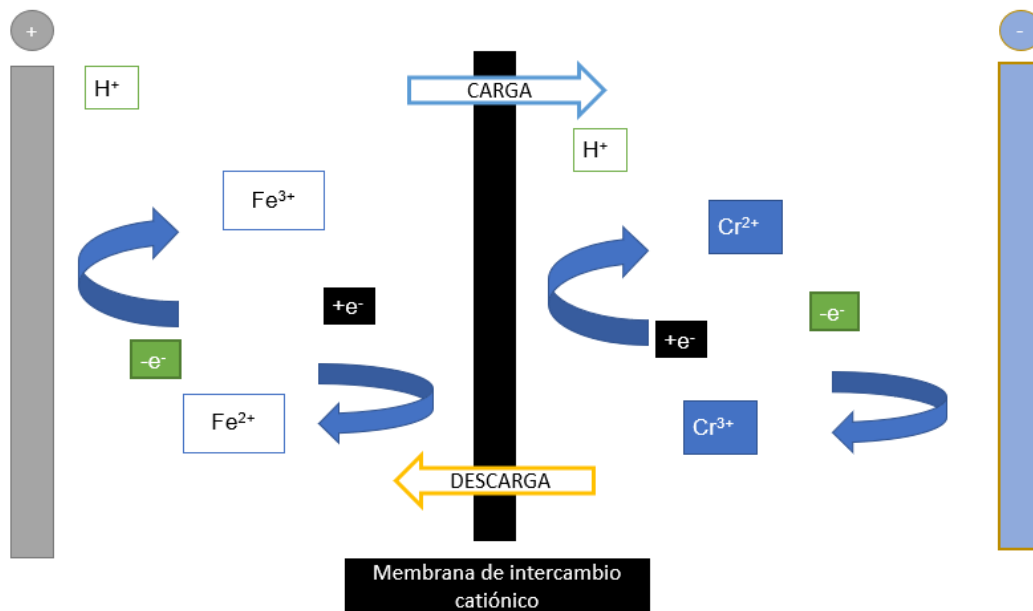 +
-
H⁺
CARGA
H⁺
Fe³⁺
Cr²⁺
+e⁻
-e⁻
+e⁻
-e⁻
Fe²⁺
Cr³⁺
DESCARGA
Membrana de intercambio
catiónico